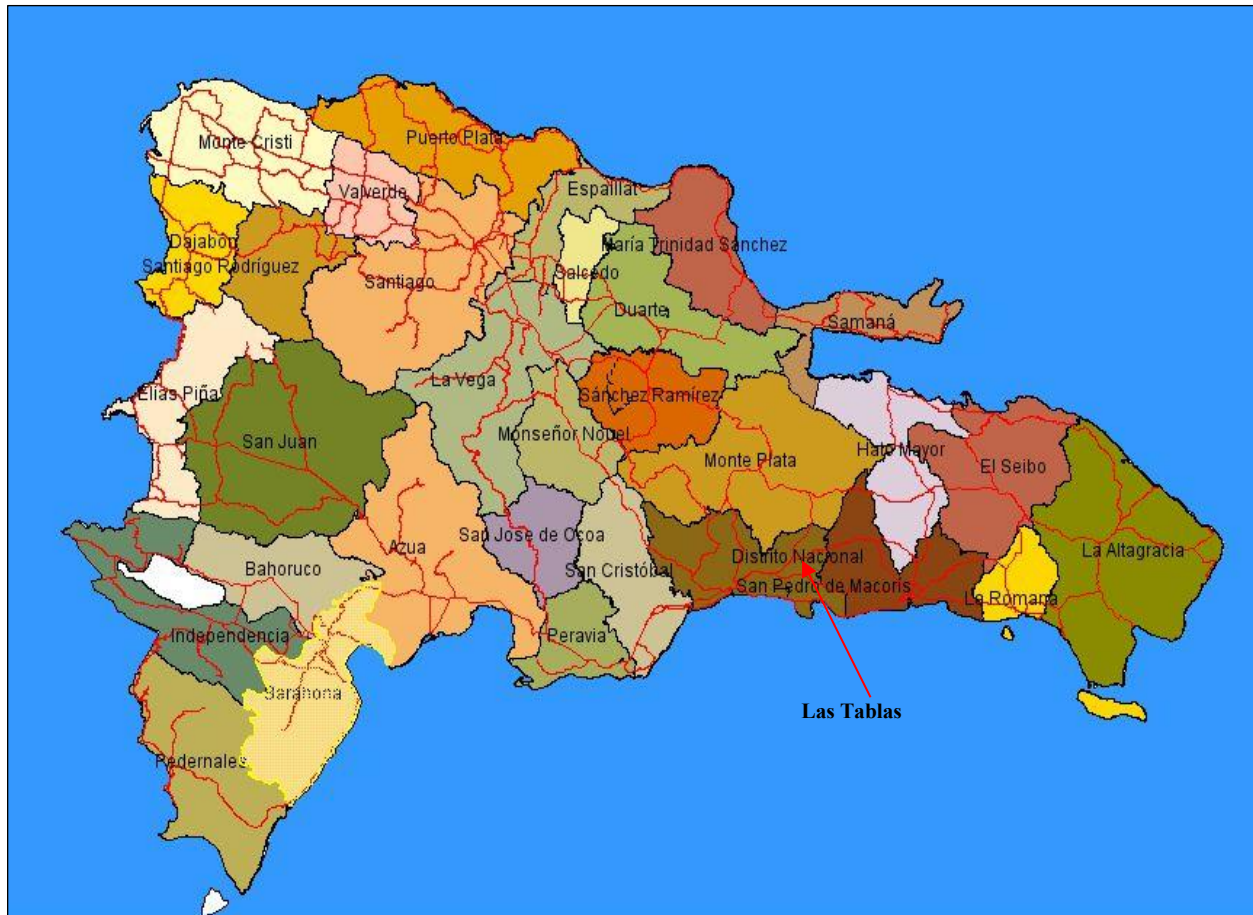 Monte Cristi
Puerto Plata
Valverde
Espaillat
Dajabón
María Trinidad Sánchez
Santiago Rodríguez
Santiago
Salcedo
Duarte
Samaná
Elías Piña
La Vega
Sánchez Ramírez
San Juan
Monseñor Nouel
Monte Plata
Hato Mayor
El Seibo
San José de Ocoa
Azua
Distrito Nacional
La Altagracia
Bahoruco
San Cristóbal
San Pedro de Macorís
La Romana
Independencia
Peravia
Barahona
Las Tablas
Pedernales